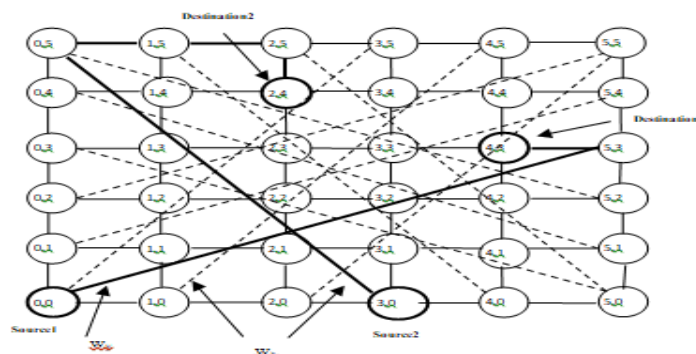 Destination2
0,5 1,5 2,5 3,5 4,5 5,5
0,4 1,4 2,4 3,4 4,4 5,4
Destination
0,3 1,3 2,3 3,3 4,3 5,3
0,2 1,2 2,2 3,2 4,2 5,2
0,1 1,1 2,1 3,1 4,1 5,1
0,0 1,0 2,0 3,0 4,0 5,0
Source1 Source2